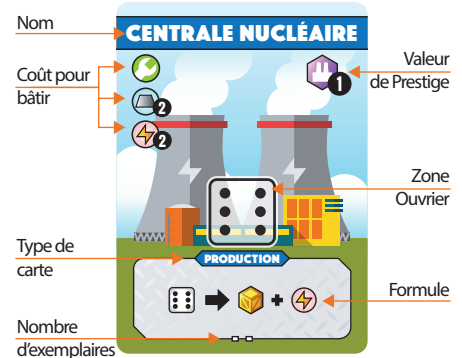 Nom
CENTRALE NUCLÉAIRE
Coût pour
bâtir
2
2
1
Valeur
de Prestige
Zone
Ouvrier
Type de
carte
PRODUCTION
+
Formule
Nombre
d'exemplaires